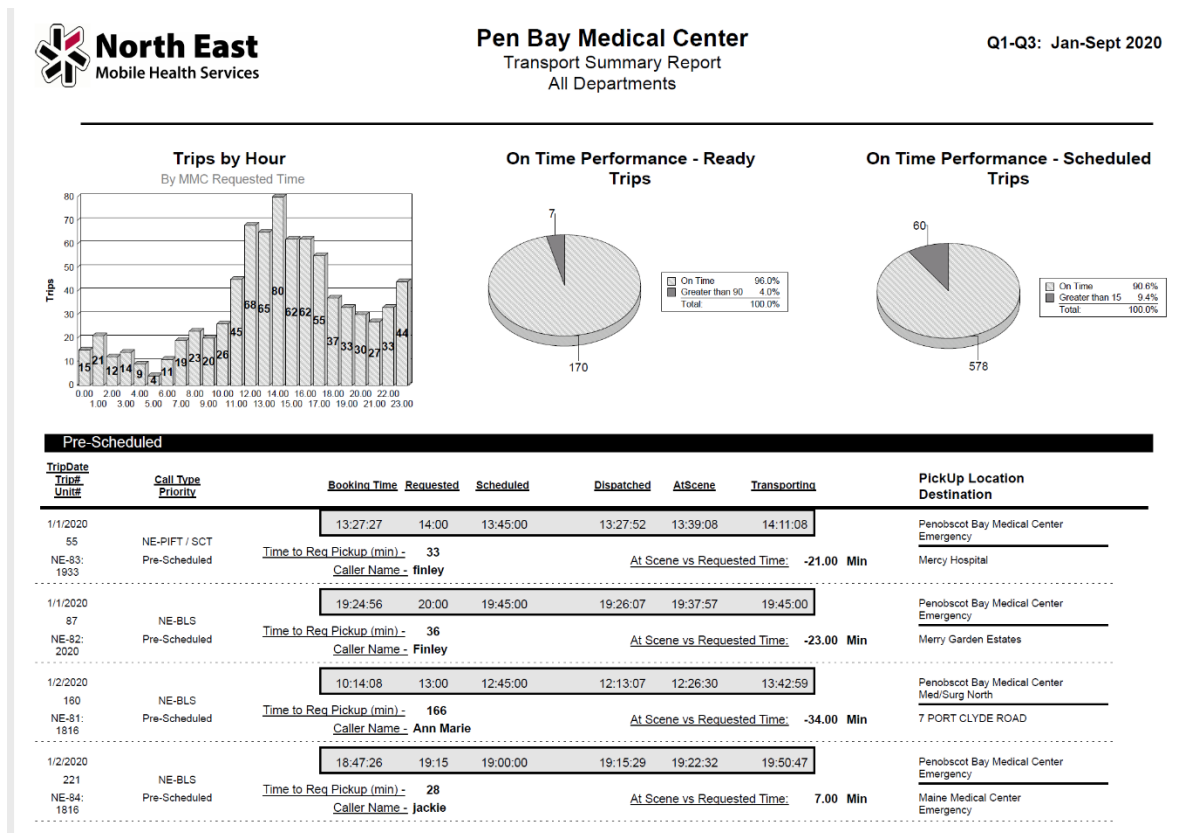 North East
Mobile Health Services
Pen Bay Medical Center
Transport Summary Report
All Departments
Q1-Q3: Jan-Sept 2020
Trips by Hour
By MMC Requested Time
Trips
80
70
60
50
40
30
20
10
0
15 21 12 14 9 4 11 19 23 20 26 45 68 65 80 62 62 55 37 33 30 27 33 44
0.00 2.00 4.00 6.00 8.00 10.00 12.00 14.00 16.00 18.00 20.00 22.00
1.00 3.00 5.00 7.00 9.00 11.00 13.00 15.00 17.00 19.00 21.00 23.00
On Time Performance - Ready
Trips
7
170
On Time 96.0%
Greater than 90 4.0%
Total: 100.0%
On Time Performance - Scheduled
Trips
60
578
On Time 90.6%
Greater than 15 9.4%
Total: 100.0%
Pre-Scheduled
TripDate
Trip#
Unit#
Call Type
Priority
Booking Time Requested Scheduled Dispatched AtScene Transporting
PickUp Location
Destination
1/1/2020
55
NE-83:
1933
NE-PIFT / SCT
Pre-Scheduled
13:27:27 14:00 13:45:00 13:27:52 13:39:08 14:11:08
Time to Req Pickup (min) - 33
Caller Name - finley
At Scene vs Requested Time: -21.00 Min
Penobscot Bay Medical Center
Emergency
Mercy Hospital
1/1/2020
87
NE-82:
2020
NE-BLS
Pre-Scheduled
19:24:56 20:00 19:45:00 19:26:07 19:37:57 19:45:00
Time to Req Pickup (min) - 36
Caller Name - Finley
At Scene vs Requested Time: -23.00 Min
Penobscot Bay Medical Center
Emergency
Merry Garden Estates
1/2/2020
160
NE-81:
1816
NE-BLS
Pre-Scheduled
10:14:08 13:00 12:45:00 12:13:07 12:26:30 13:42:59
Time to Req Pickup (min) - 166
Caller Name - Ann Marie
At Scene vs Requested Time: -34.00 Min
Penobscot Bay Medical Center
Med/Surg North
7 PORT CLYDE ROAD
1/2/2020
221
NE-84:
1816
NE-BLS
Pre-Scheduled
18:47:26 19:15 19:00:00 19:15:29 19:22:32 19:50:47
Time to Req Pickup (min) - 28
Caller Name - jackie
At Scene vs Requested Time: 7.00 Min
Penobscot Bay Medical Center
Emergency
Maine Medical Center
Emergency